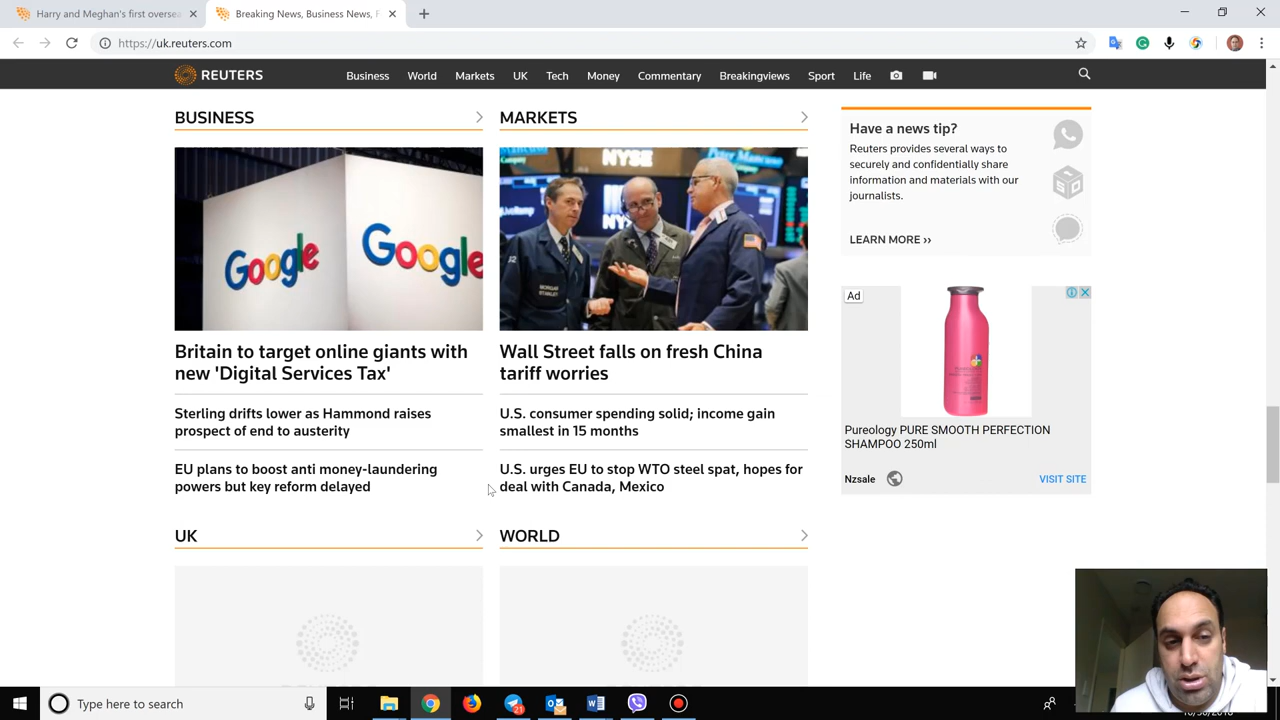 Harry and Meghan's first oversea
Breaking News, Business News, F
https://uk.reuters.com
REUTERS
Business World Markets UK Tech Money Commentary Breakingviews Sport Life
BUSINESS
MARKETS
Have a news tip?
Reuters provides several ways to
securely and confidentially share
information and materials with our
journalists.
LEARN MORE ››
NYSE
Google
Google
MORGAN
STANLEY
Britain to target online giants with
new 'Digital Services Tax'
Wall Street falls on fresh China
tariff worries
Sterling drifts lower as Hammond raises
prospect of end to austerity
U.S. consumer spending solid; income gain
smallest in 15 months
EU plans to boost anti money-laundering
powers but key reform delayed
U.S. urges EU to stop WTO steel spat, hopes for
deal with Canada, Mexico
Ad
Pureology PURE SMOOTH PERFECTION
SHAMPOO 250ml
Nzsale
VISIT SITE
UK
WORLD
Type here to search
21